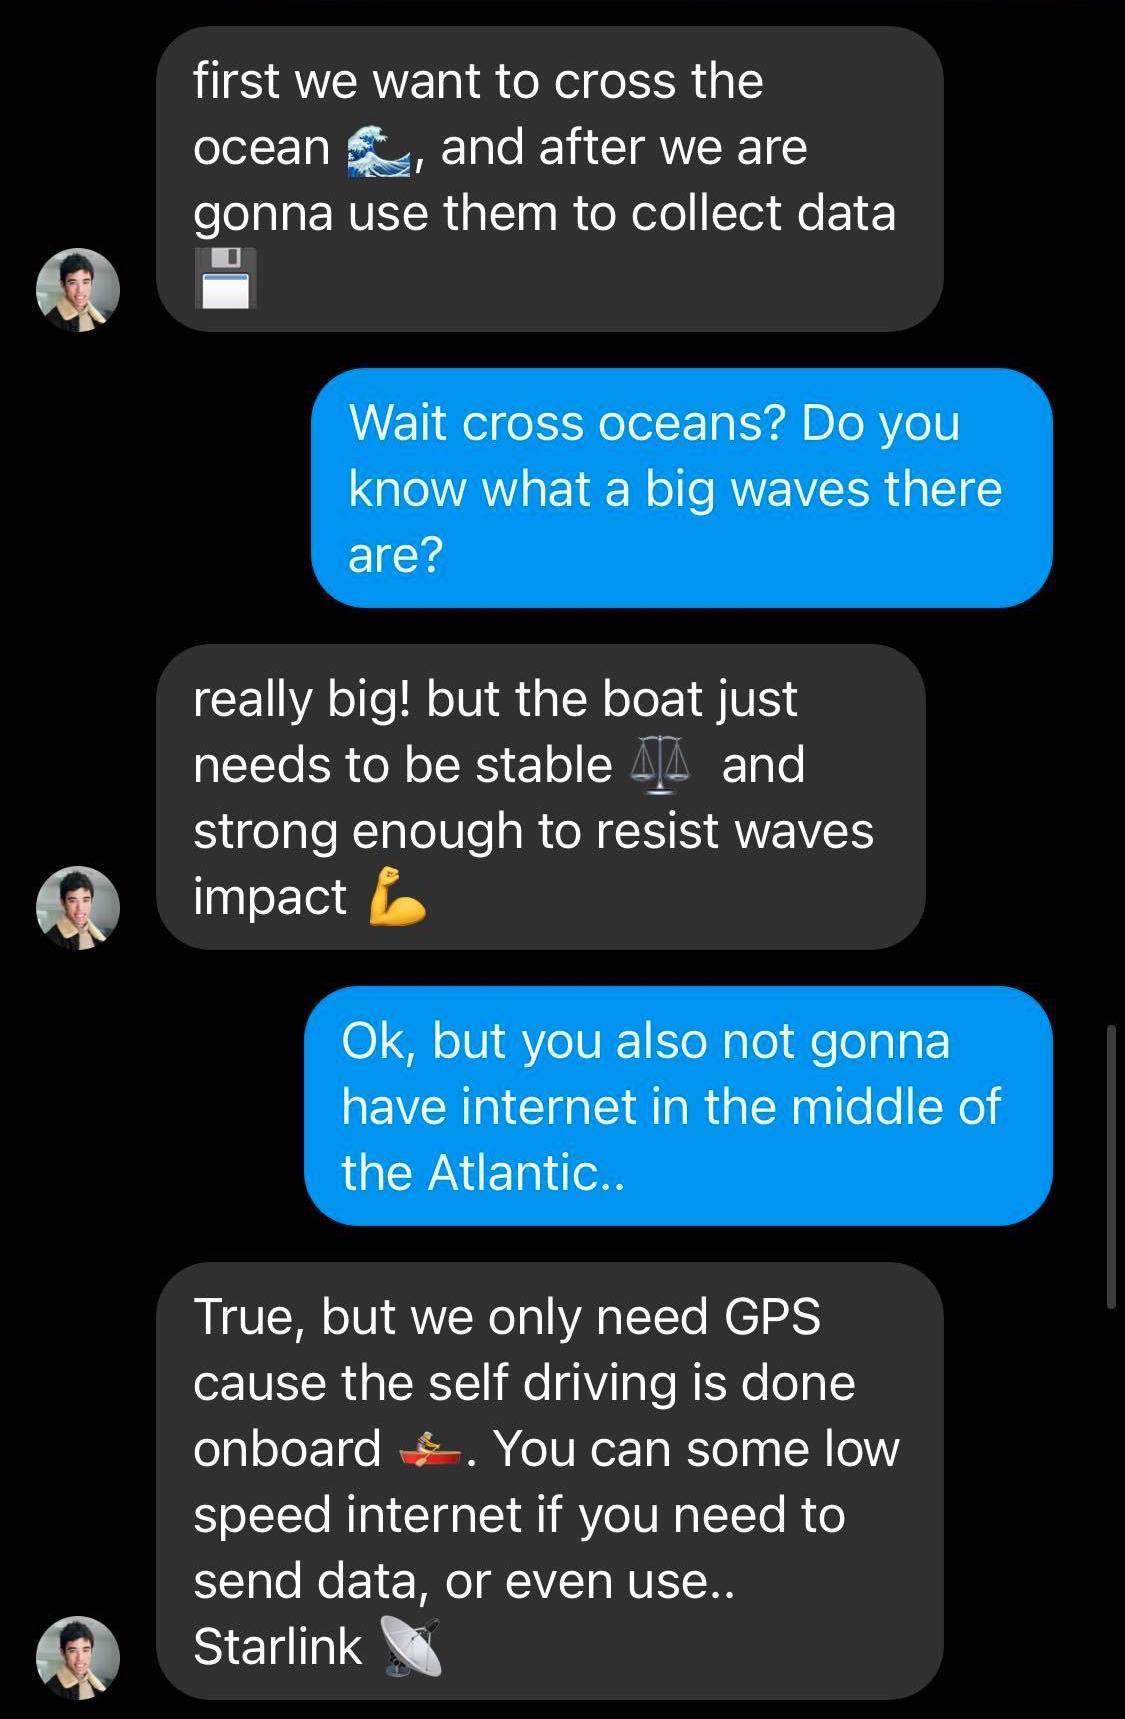 first we want to cross the
ocean 🌊, and after we are
gonna use them to collect data
💾
Wait cross oceans? Do you
know what a big waves there
are?
really big! but the boat just
needs to be stable ⚖️ and
strong enough to resist waves
impact 💪
Ok, but you also not gonna
have internet in the middle of
the Atlantic..
True, but we only need GPS
cause the self driving is done
onboard 🚣. You can some low
speed internet if you need to
send data, or even use..
Starlink 📡